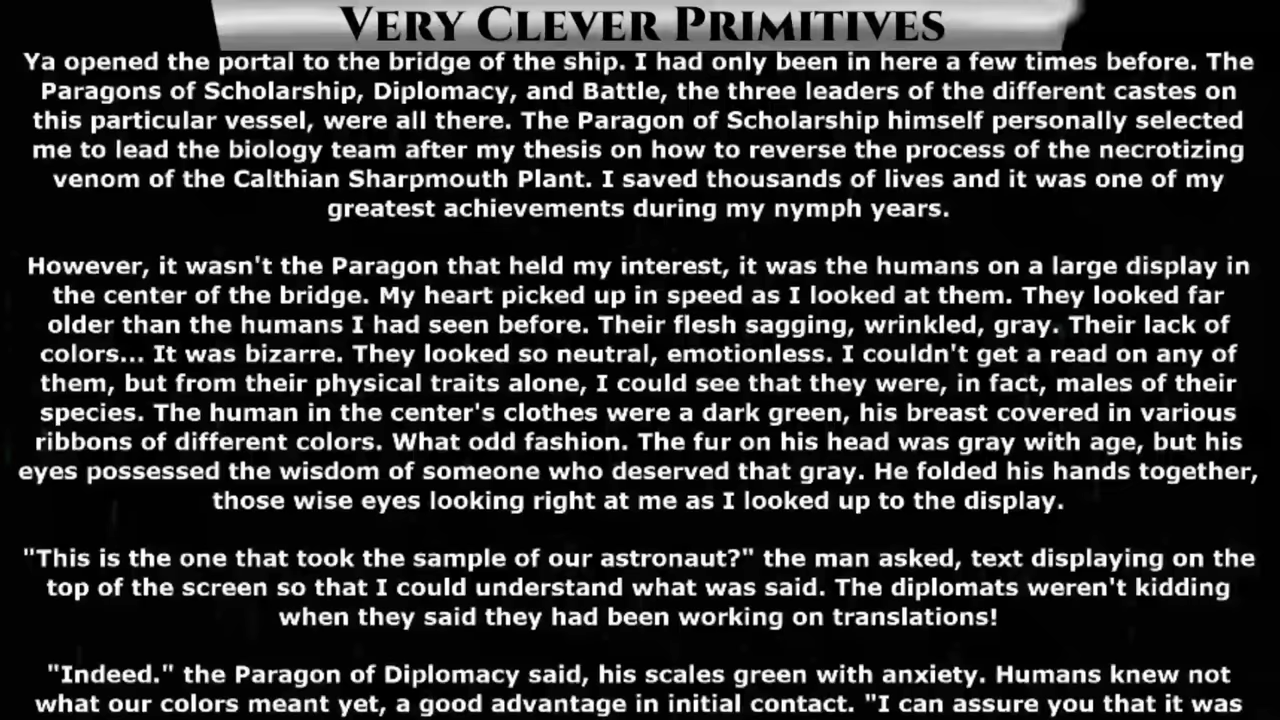 VERY CLEVER PRIMITIVES
Ya opened the portal to the bridge of the ship. I had only been in here a few times before. The
Paragons of Scholarship, Diplomacy, and Battle, the three leaders of the different castes on
this particular vessel, were all there. The Paragon of Scholarship himself personally selected
me to lead the biology team after my thesis on how to reverse the process of the necrotizing
venom of the Calthian Sharpmouth Plant. I saved thousands of lives and it was one of my
greatest achievements during my nymph years.
However, it wasn't the Paragon that held my interest, it was the humans on a large display in
the center of the bridge. My heart picked up in speed as I looked at them. They looked far
older than the humans I had seen before. Their flesh sagging, wrinkled, gray. Their lack of
colors... It was bizarre. They looked so neutral, emotionless. I couldn't get a read on any of
them, but from their physical traits alone, I could see that they were, in fact, males of their
species. The human in the center's clothes were a dark green, his breast covered in various
ribbons of different colors. What odd fashion. The fur on his head was gray with age, but his
eyes possessed the wisdom of someone who deserved that gray. He folded his hands together,
those wise eyes looking right at me as I looked up to the display.
"This is the one that took the sample of our astronaut?" the man asked, text displaying on the
top of the screen so that I could understand what was said. The diplomats weren't kidding
when they said they had been working on translations!
"Indeed." the Paragon of Diplomacy said, his scales green with anxiety. Humans knew not
what our colors meant yet, a good advantage in initial contact. "I can assure you that it was